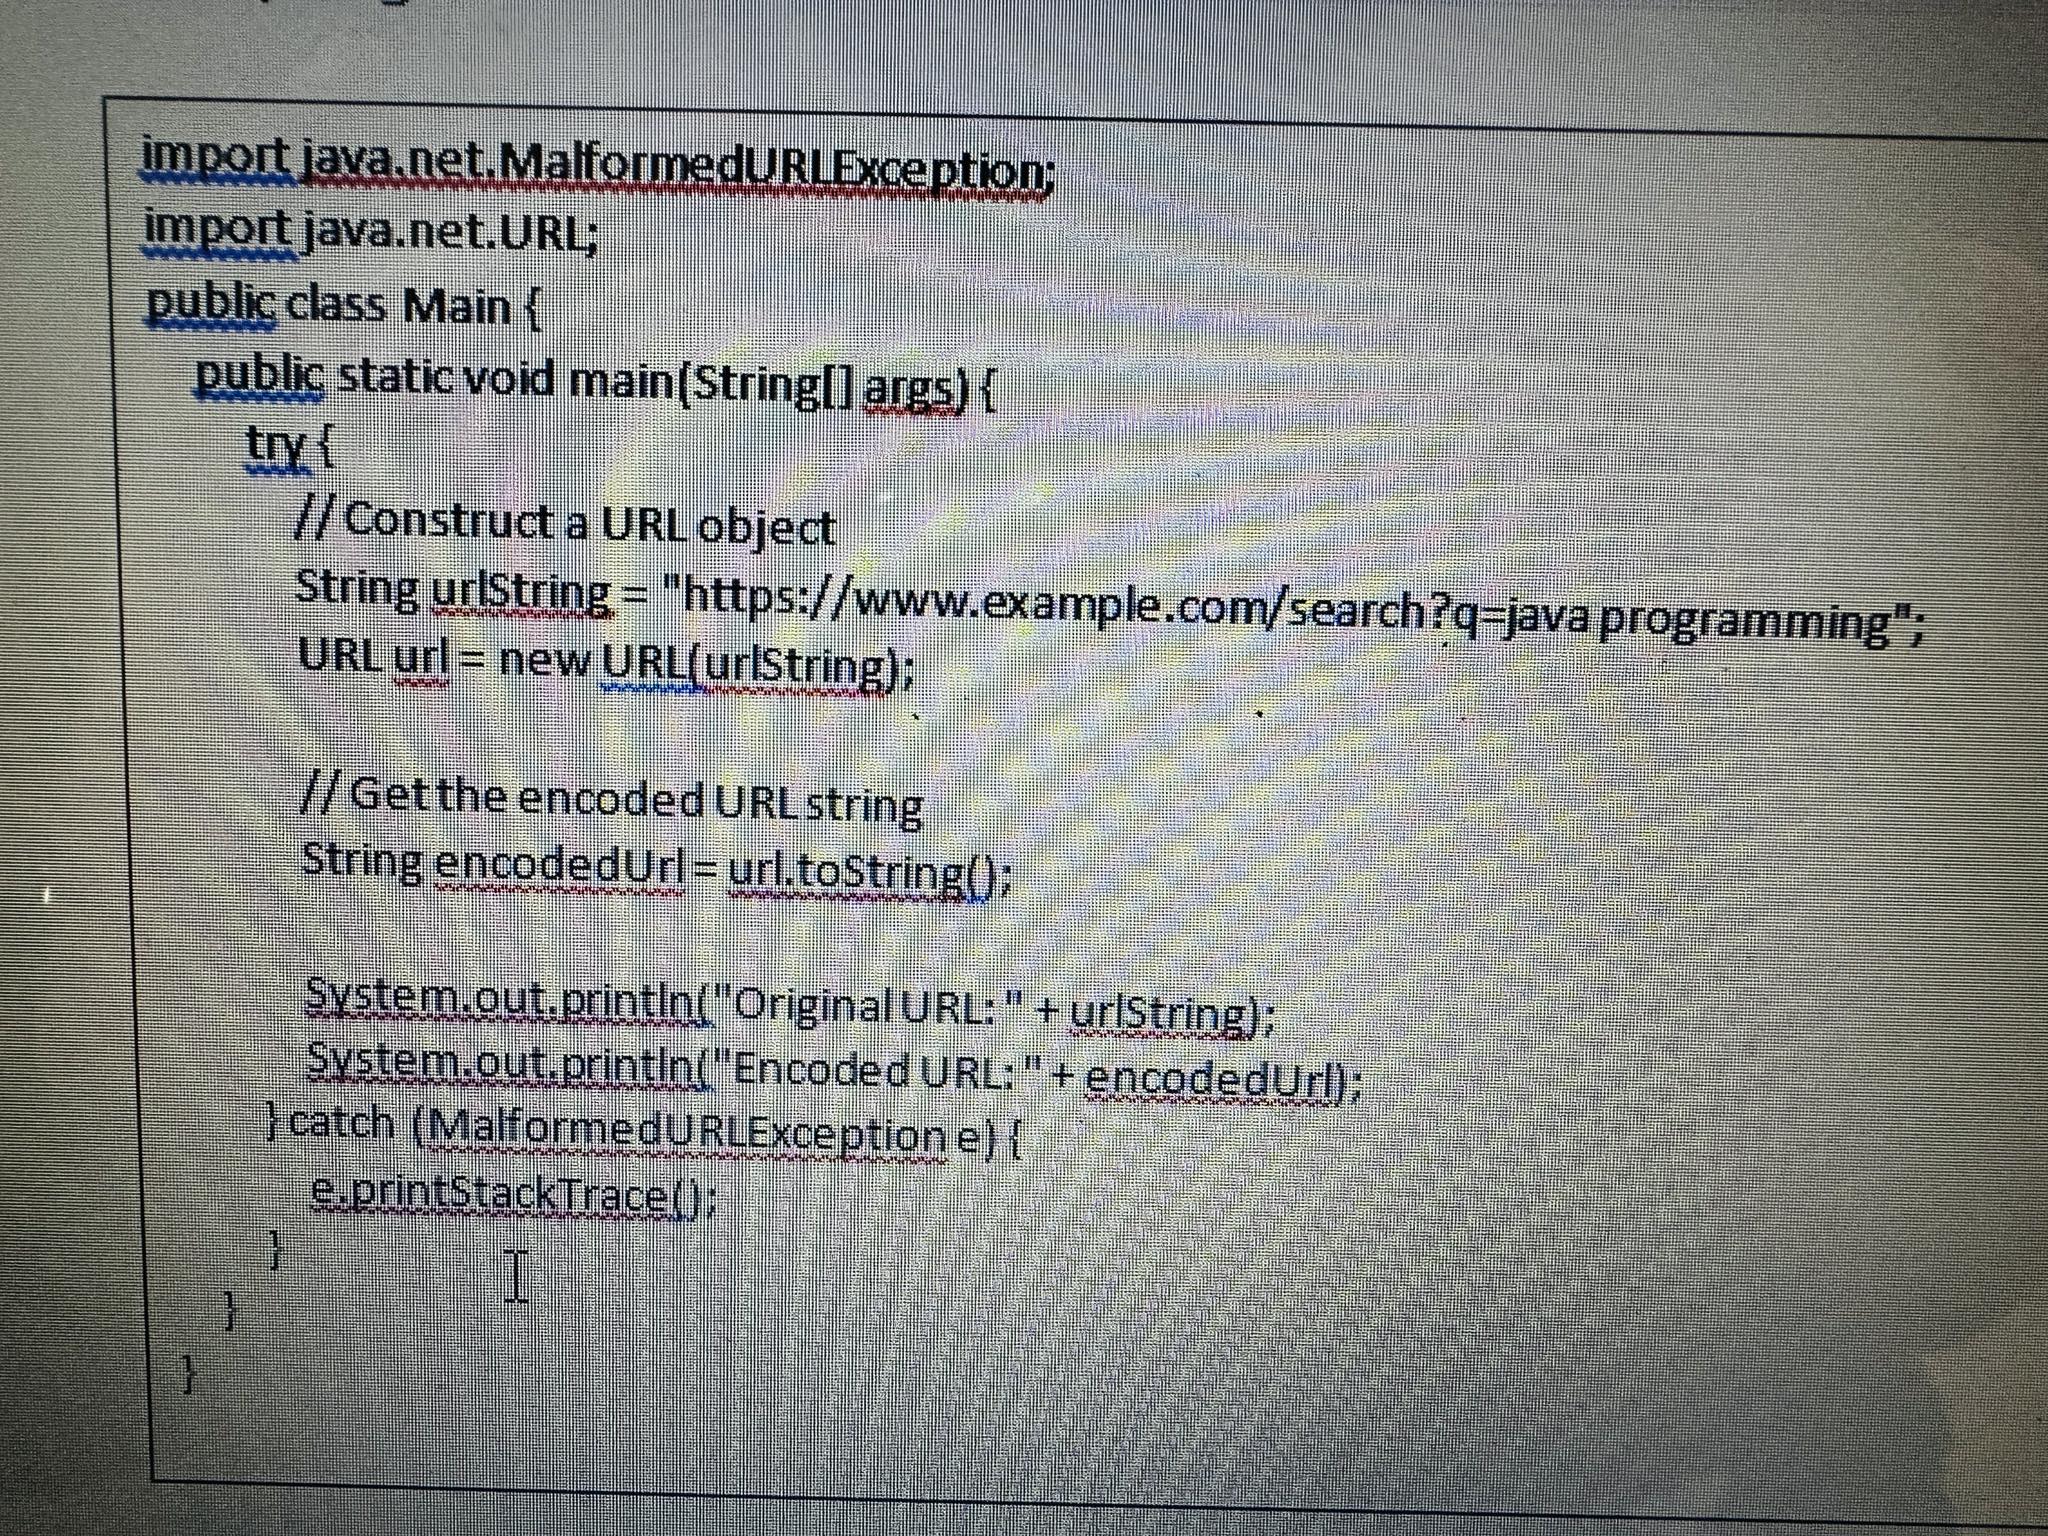 import java.net.MalformedURLException;
import java.net.URL;
public class Main {
public static void main(String[] args) {
try {
// Construct a URL object
String urlString = "https://www.example.com/search?q=java programming";
URL url = new URL(urlString);
// Get the encoded URL string
String encodedUrl = url.toString();
System.out.println("Original URL: " + urlString);
System.out.println("Encoded URL: " + encodedUrl);
} catch (MalformedURLException e) {
e.printStackTrace();
}
}
}